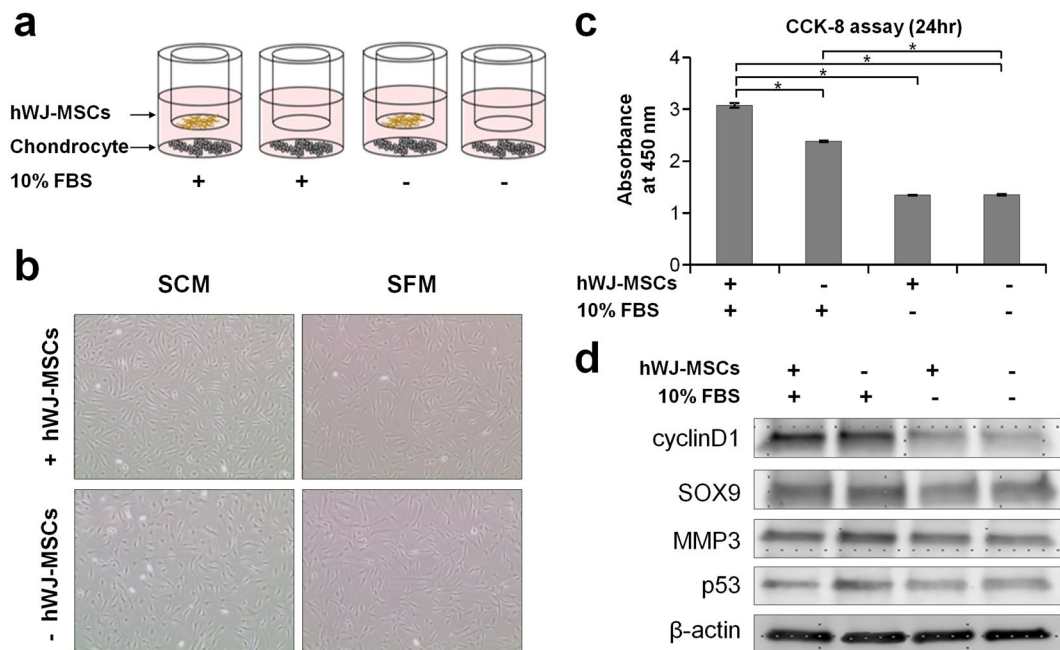 a
hWJ-MSCs
Chondrocyte
10% FBS + + - -
b
SCM SFM
+ hWJ-MSCs
- hWJ-MSCs
c
CCK-8 assay (24hr)
Absorbance
at 450 nm
4
3
2
1
0
* * * *
hWJ-MSCs + - + -
10% FBS + + - -
d
hWJ-MSCs + - + -
10% FBS + + - -
cyclinD1
SOX9
MMP3
p53
β-actin